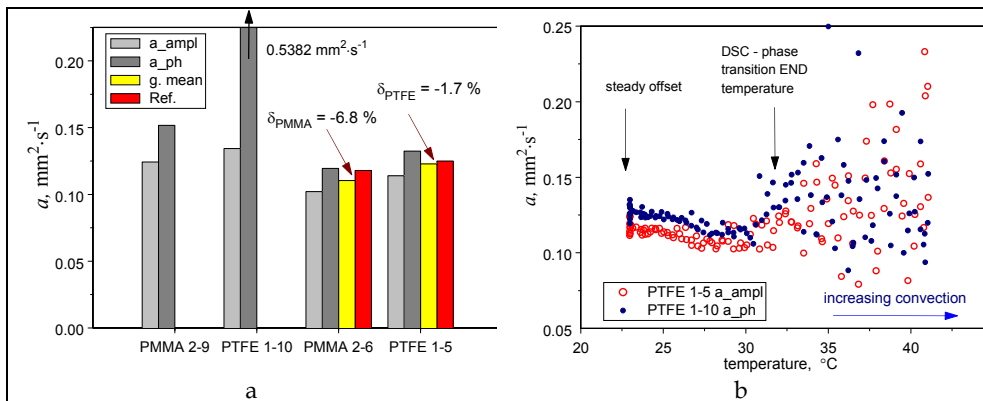 0.20
0.15
0.10
0.05
0.00
a, mm²·s⁻¹
a_ampl
a_ph
g. mean
Ref.
0.5382 mm²·s⁻¹
δPTFE = -1.7 %
δPMMA = -6.8 %
PMMA 2-9 PTFE 1-10 PMMA 2-6 PTFE 1-5
a
0.25
0.20
0.15
0.10
0.05
a, mm²·s⁻¹
DSC - phase
transition END
temperature
steady offset
PTFE 1-5 a_ampl
PTFE 1-10 a_ph
increasing convection
20 25 30 35 40
temperature, °C
b